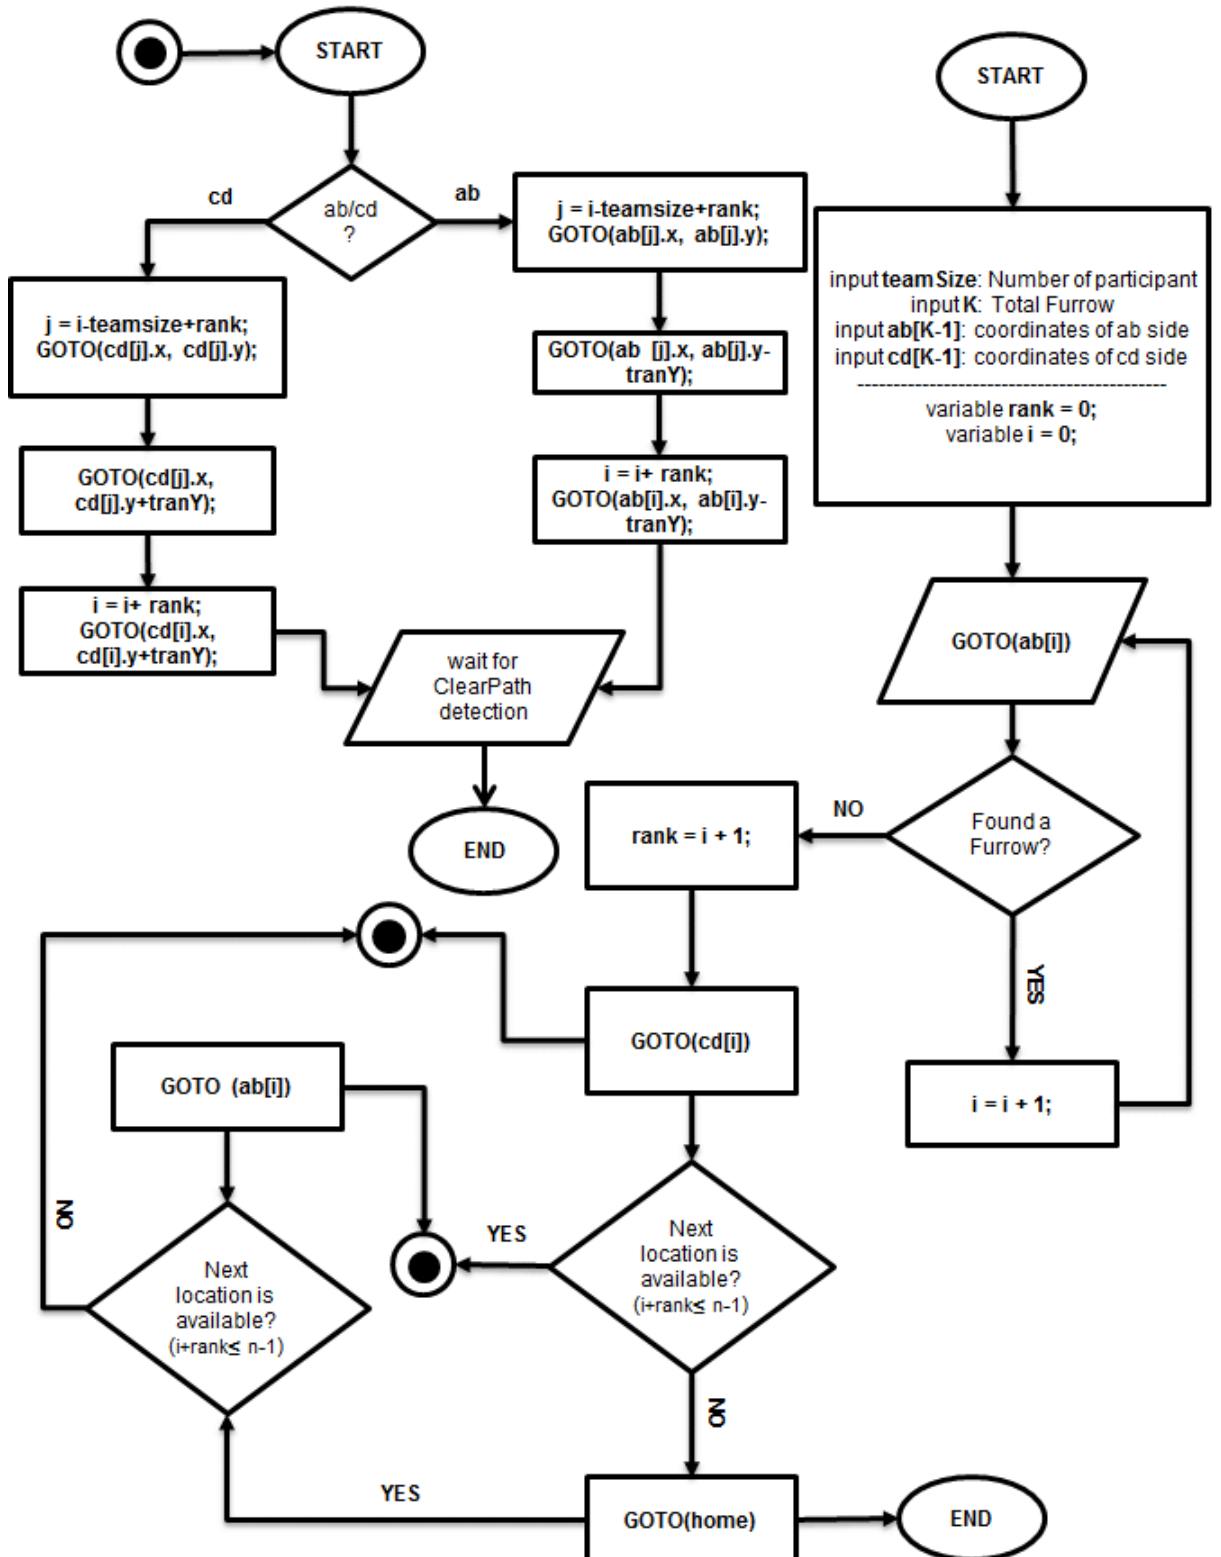 START
cd
ab
ab/cd
?
j = i-teamsize+rank;
GOTO(ab[j].x, ab[j].y);
j = i-teamsize+rank;
GOTO(cd[j].x, cd[j].y);
GOTO(ab [j].x, ab[j].y-
tranY);
GOTO(cd[j].x,
cd[j].y+tranY);
i = i+ rank;
GOTO(ab[i].x, ab[i].y-
tranY);
i = i+ rank;
GOTO(cd[i].x,
cd[i].y+tranY);
wait for
ClearPath
detection
END
START
input teamSize: Number of participant
input K: Total Furrow
input ab[K-1]: coordinates of ab side
input cd[K-1]: coordinates of cd side
-------------------------------------------
variable rank = 0;
variable i = 0;
GOTO(ab[i])
Found a
Furrow?
NO
YES
rank = i + 1;
i = i + 1;
GOTO(cd[i])
Next
location is
available?
(i+rank≤ n-1)
YES
NO
GOTO (ab[i])
Next
location is
available?
(i+rank≤ n-1)
NO
YES
GOTO(home)
END